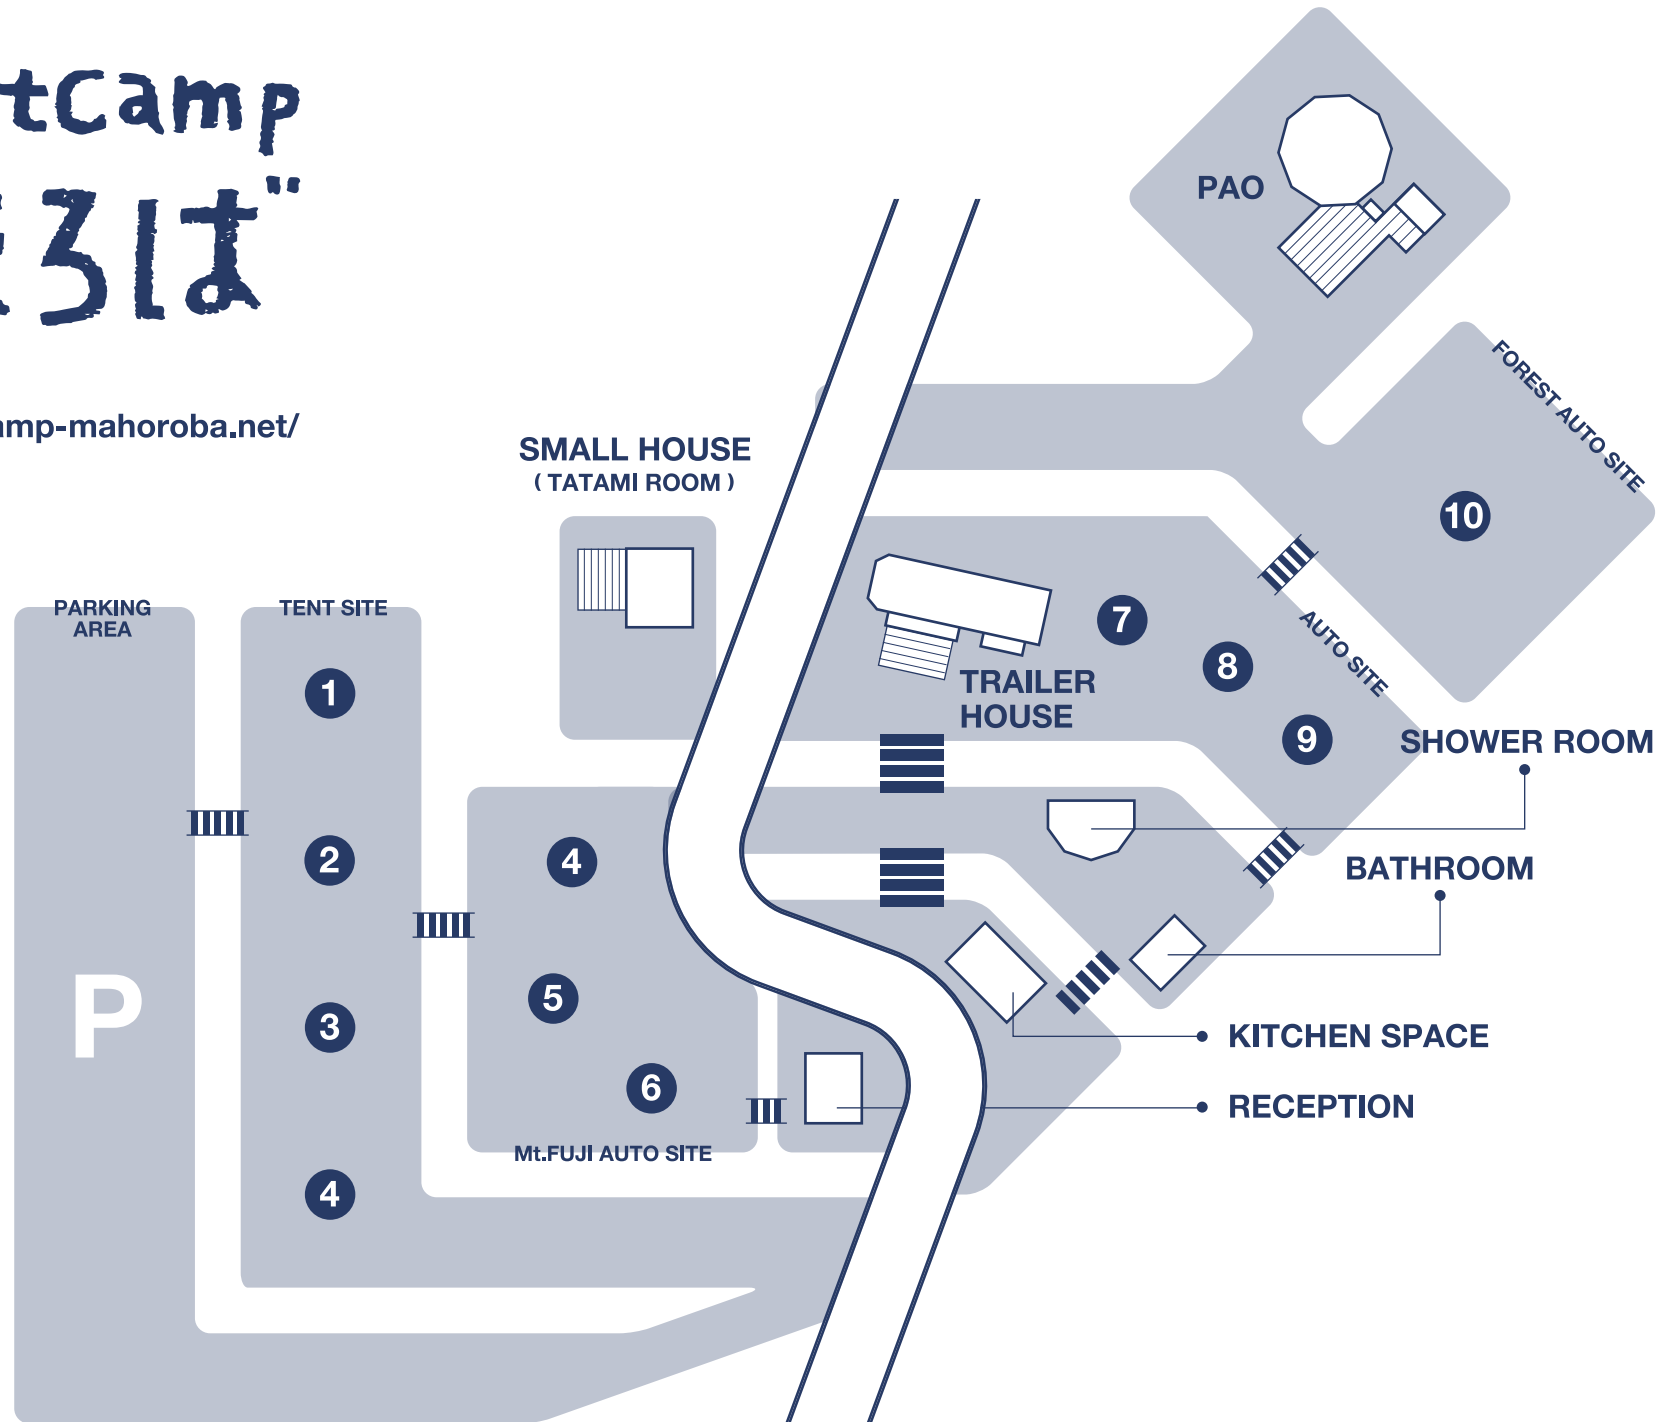 tcamp
ろば
amp-mahoroba.net/
PAO
FOREST AUTO SITE
10
SMALL HOUSE
( TATAMI ROOM )
PARKING
AREA
TENT SITE
1
2
3
4
P
4
5
6
Mt.FUJI AUTO SITE
TRAILER
HOUSE
7
8
9
AUTO SITE
SHOWER ROOM
BATHROOM
KITCHEN SPACE
RECEPTION